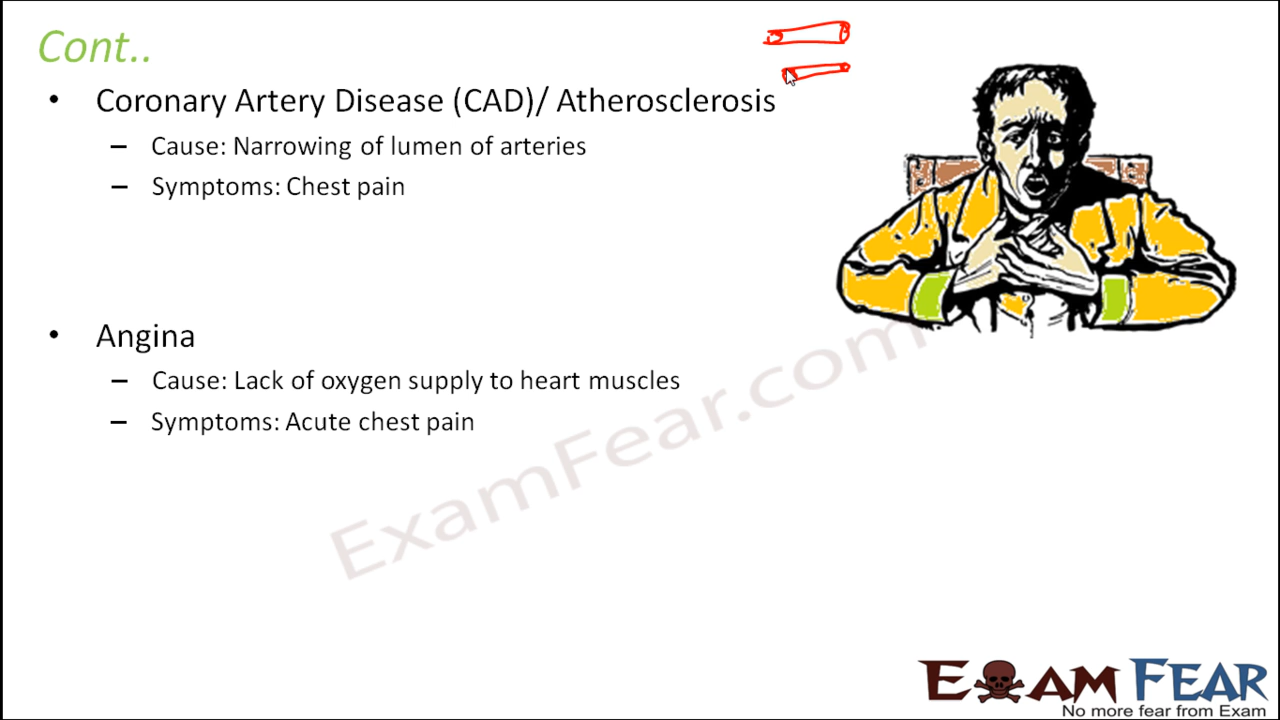 Cont..
• Coronary Artery Disease (CAD)/ Atherosclerosis
– Cause: Narrowing of lumen of arteries
– Symptoms: Chest pain
• Angina
– Cause: Lack of oxygen supply to heart muscles
– Symptoms: Acute chest pain
ExamFear.com
EXAM FEAR
No more fear from Exam